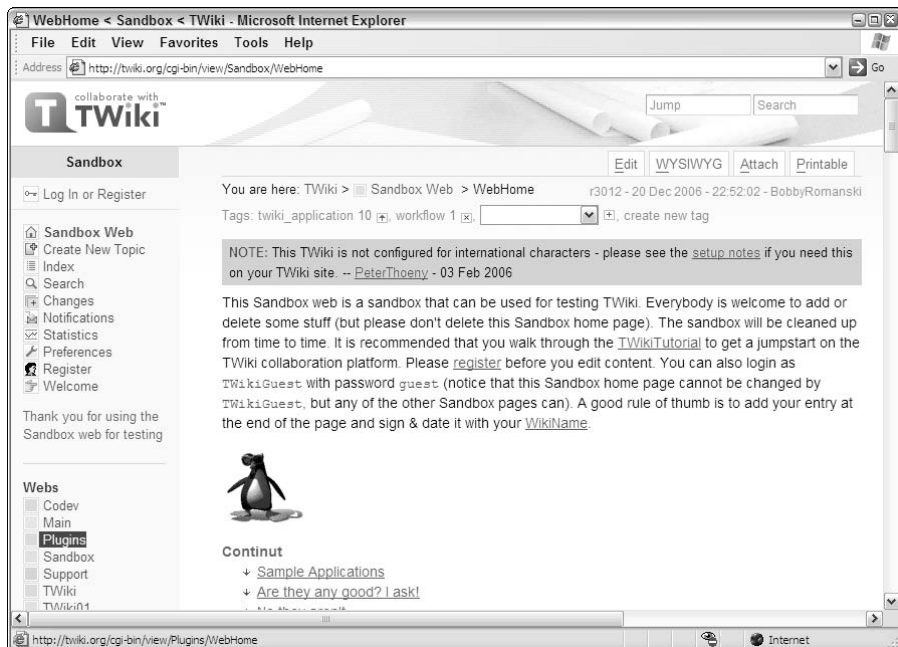 WebHome < Sandbox < TWiki - Microsoft Internet Explorer
File Edit View Favorites Tools Help
Address http://twiki.org/cgi-bin/view/Sandbox/WebHome Go
collaborate with
TWiki™
Jump Search
Sandbox
Edit WYSIWYG Attach Printable
Log In or Register
You are here: TWiki > Sandbox Web > WebHome
r3012 - 20 Dec 2006 - 22:52:02 - BobbyRomanski
Tags: twiki_application 10, workflow 1, create new tag
Sandbox Web
Create New Topic
Index
Search
Changes
Notifications
Statistics
Preferences
Register
Welcome
Thank you for using the
Sandbox web for testing
Webs
Codev
Main
Plugins
Sandbox
Support
TWiki
TWiki01
NOTE: This TWiki is not configured for international characters - please see the setup notes if you need this
on your TWiki site. -- PeterThoeny - 03 Feb 2006
This Sandbox web is a sandbox that can be used for testing TWiki. Everybody is welcome to add or
delete some stuff (but please don't delete this Sandbox home page). The sandbox will be cleaned up
from time to time. It is recommended that you walk through the TWikiTutorial to get a jumpstart on the
TWiki collaboration platform. Please register before you edit content. You can also login as
TWikiGuest with password guest (notice that this Sandbox home page cannot be changed by
TWikiGuest, but any of the other Sandbox pages can). A good rule of thumb is to add your entry at
the end of the page and sign & date it with your WikiName.
Continut
Sample Applications
Are they any good? I ask!
No they aren't
http://twiki.org/cgi-bin/view/Plugins/WebHome
Internet